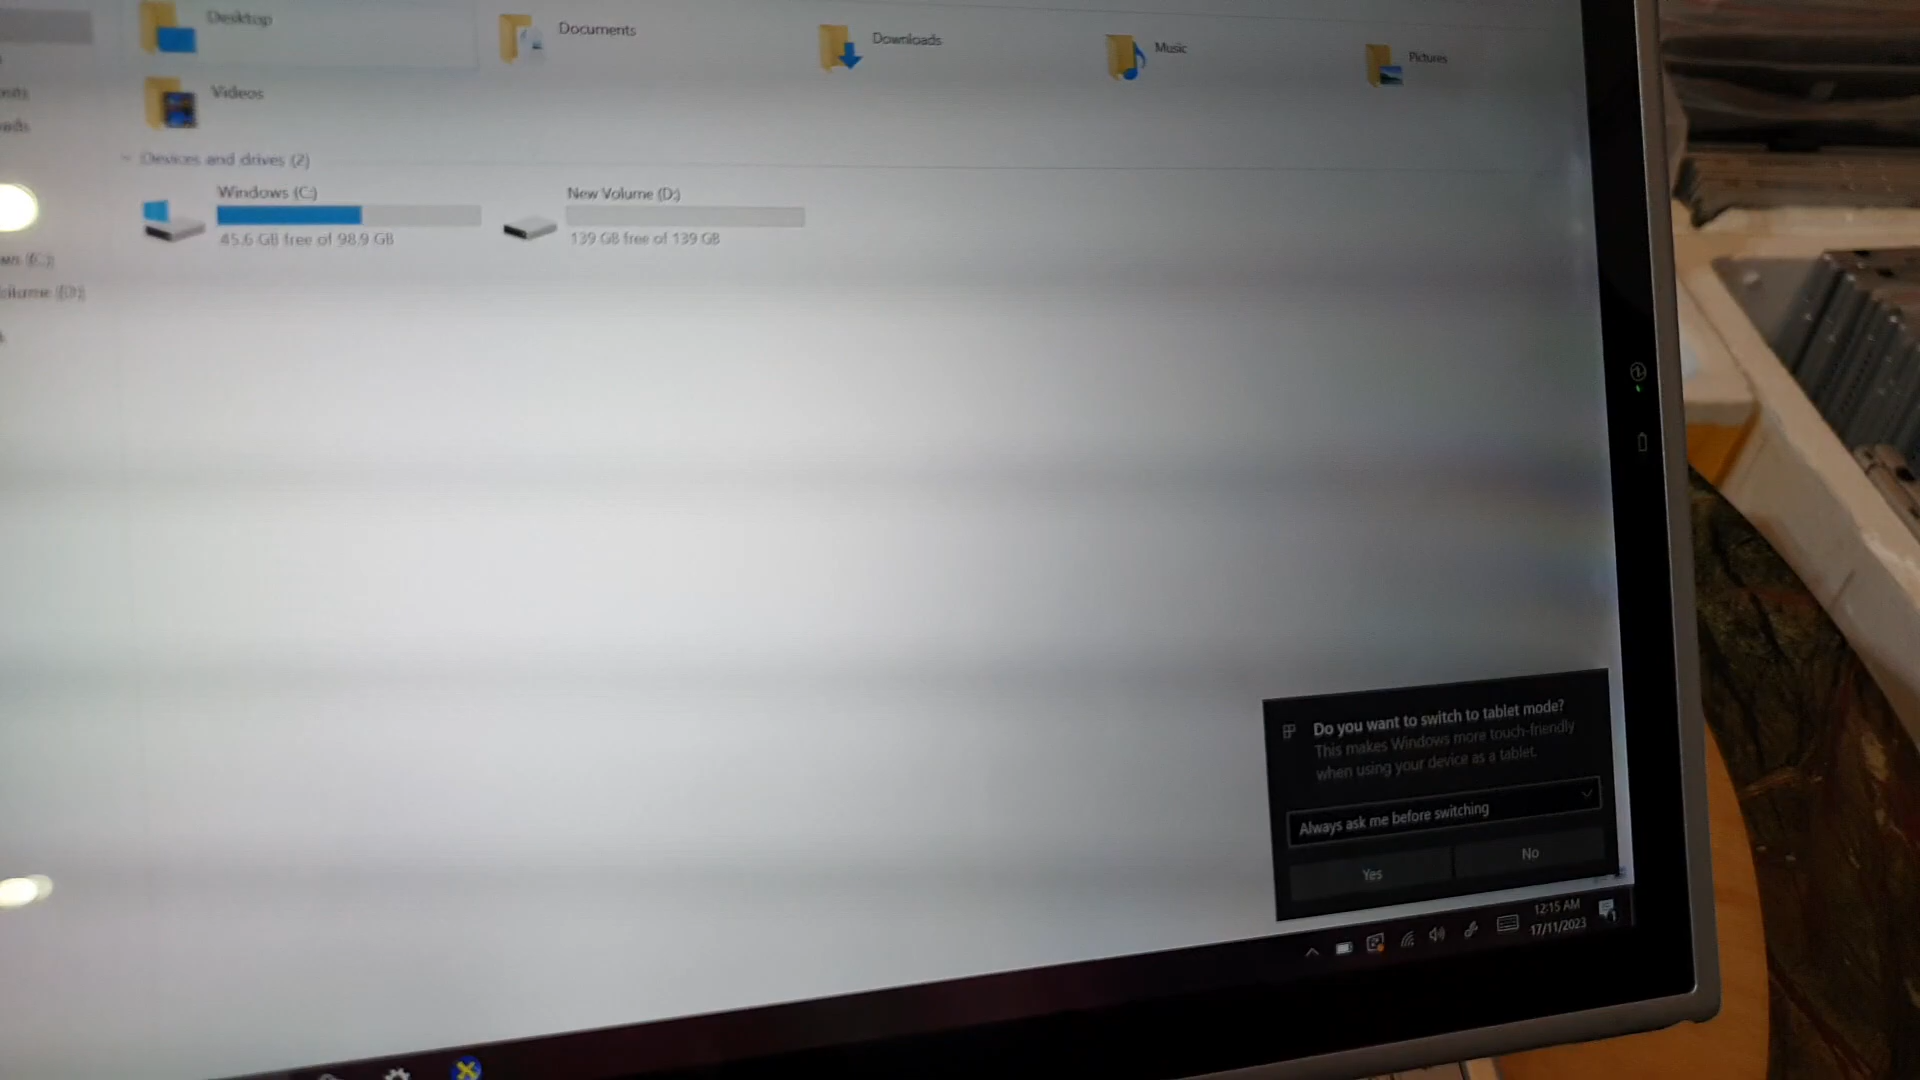 Desktop
Documents
Downloads
Music
Pictures
Videos
Devices and drives (2)
Windows (C:)
New Volume (D:)
45.6 GB free of 98.9 GB
139 GB free of 139 GB
Do you want to switch to tablet mode?
This makes Windows more touch-friendly
when using your device as a tablet.
Always ask me before switching
Yes
No
12:15 AM
17/11/2023